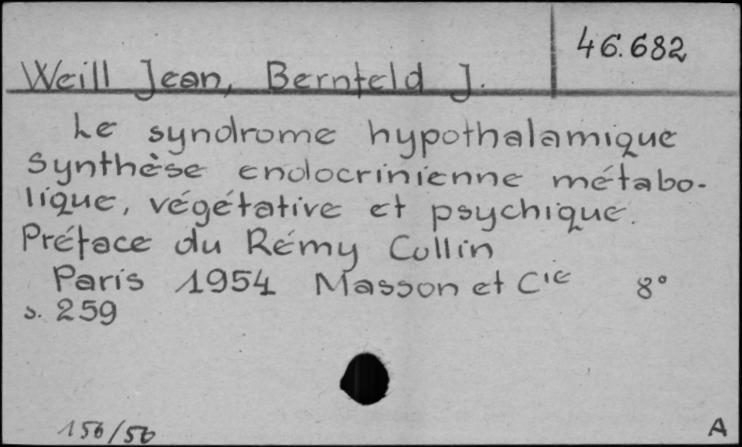 46.682
Weill Jean, Bernfeld J.
Le syndrome hypothalamique
Synthèse endocrinienne métabo-
lique, végétative et psychique.
Préface du Rémy Collin
Paris 1954 Masson et Cie 8°
s. 259
156/56
A